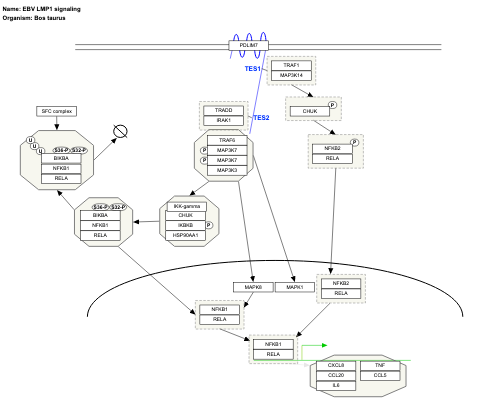 Name: EBV LMP1 signaling
Organism: Bos taurus
PDLIM7
TES1
TRAF1
MAP3K14
P
CHUK
SFC complex
TRADD
IRAK1
TES2
U
U
U
S36-P
S32-P
BIKBA
NFKB1
RELA
TRAF6
P
MAP3K7
P
MAP3K7
MAP3K3
P
NFKB2
RELA
S36-P
S32-P
BIKBA
NFKB1
RELA
IKK-gamma
CHUK
IKBKB
P
HSP90AA1
MAPK8
MAPK1
NFKB2
RELA
NFKB1
RELA
NFKB1
RELA
CXCL8
TNF
CCL20
CCL5
IL6